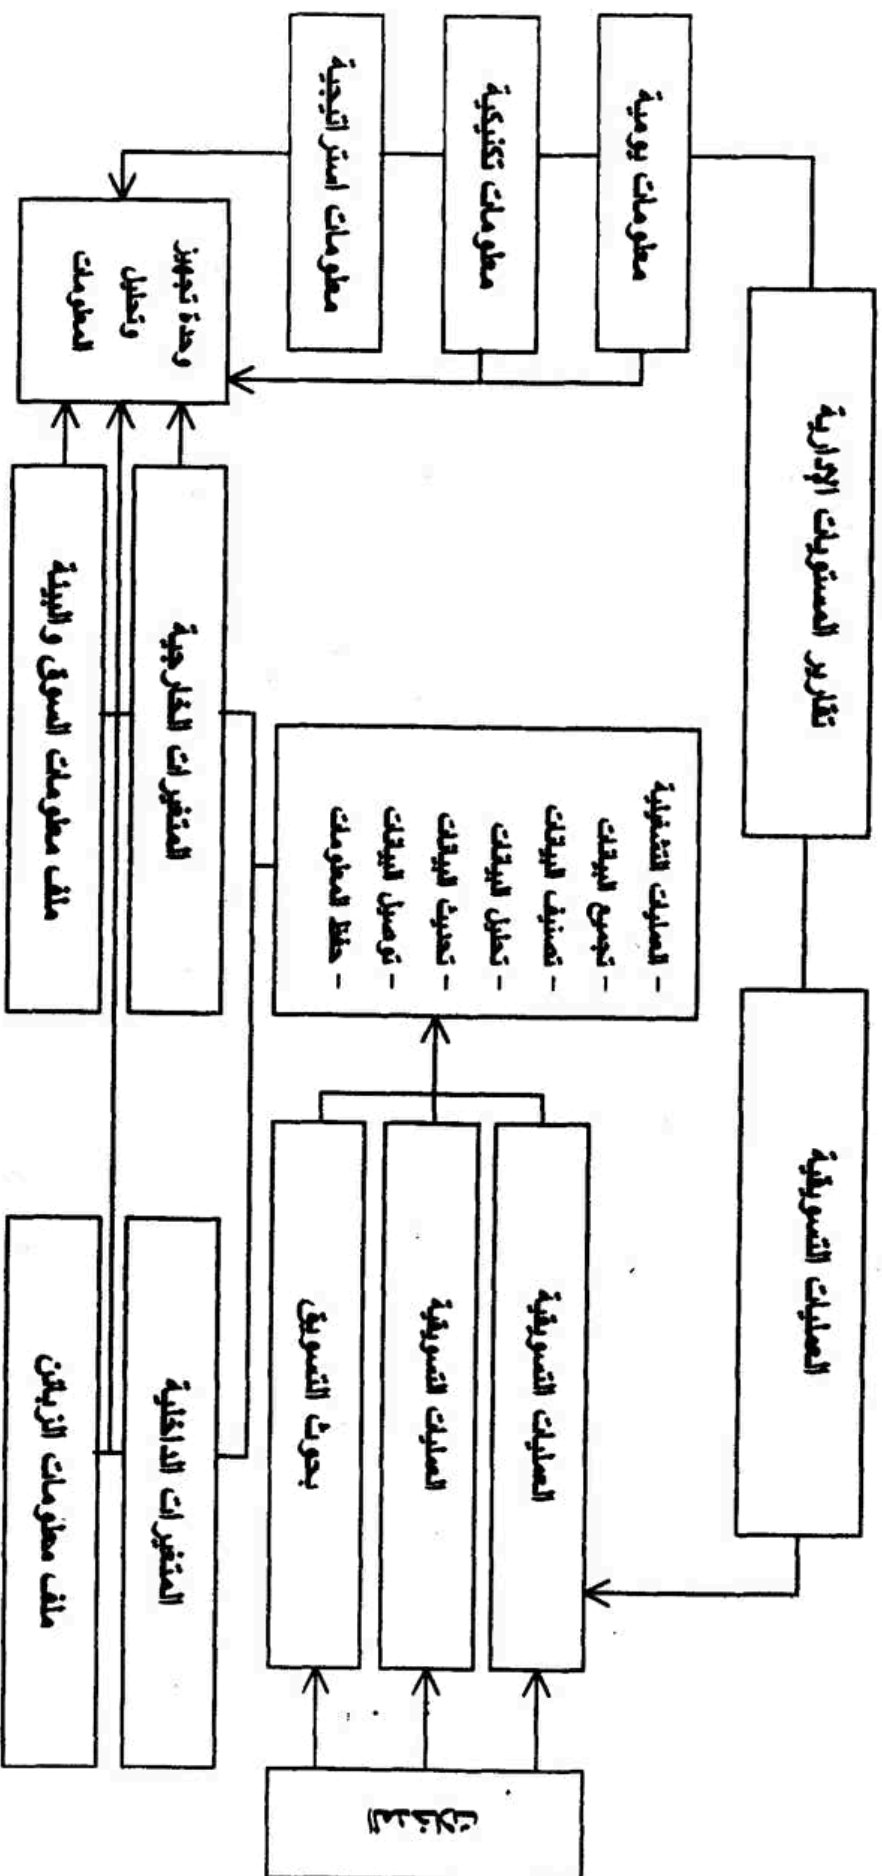 العمليات التسويقية
تقارير المستويات الإدارية
المدخلات
العمليات التسويقية
العمليات التسويقية
بحوث التسويق
- العمليات التشغيلية
- تجميع البيانات
- تصنيف البيانات
- تحليل البيانات
- تحديث البيانات
- توصيل البيانات
- حفظ المعلومات
معلومات يومية
معلومات تكتيكية
معلومات استراتيجية
المتغيرات الداخلية
المتغيرات الخارجية
وحدة تجهيز
وتحليل
المعلومات
ملف معلومات الزبائن
ملف معلومات السوق والبيئة